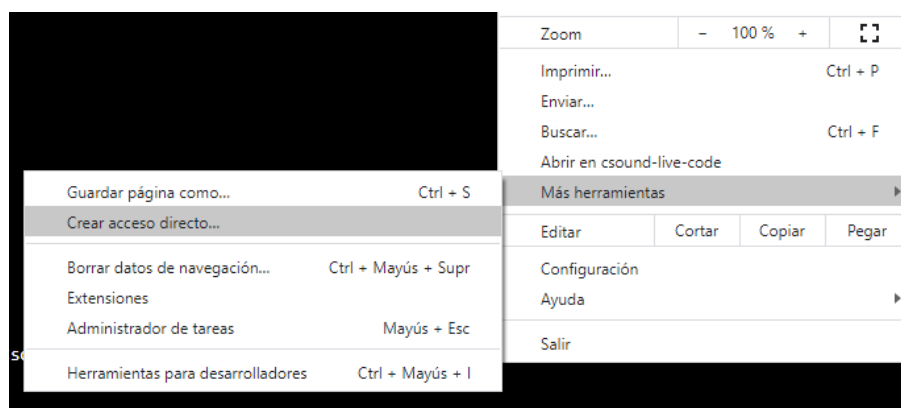 Zoom - 100 % +
Imprimir... Ctrl + P
Enviar...
Buscar... Ctrl + F
Abrir en csound-live-code
Más herramientas
Editar Cortar Copiar Pegar
Configuración
Ayuda
Salir
Guardar página como... Ctrl + S
Crear acceso directo...
Borrar datos de navegación... Ctrl + Mayús + Supr
Extensiones
Administrador de tareas Mayús + Esc
Herramientas para desarrolladores Ctrl + Mayús + I